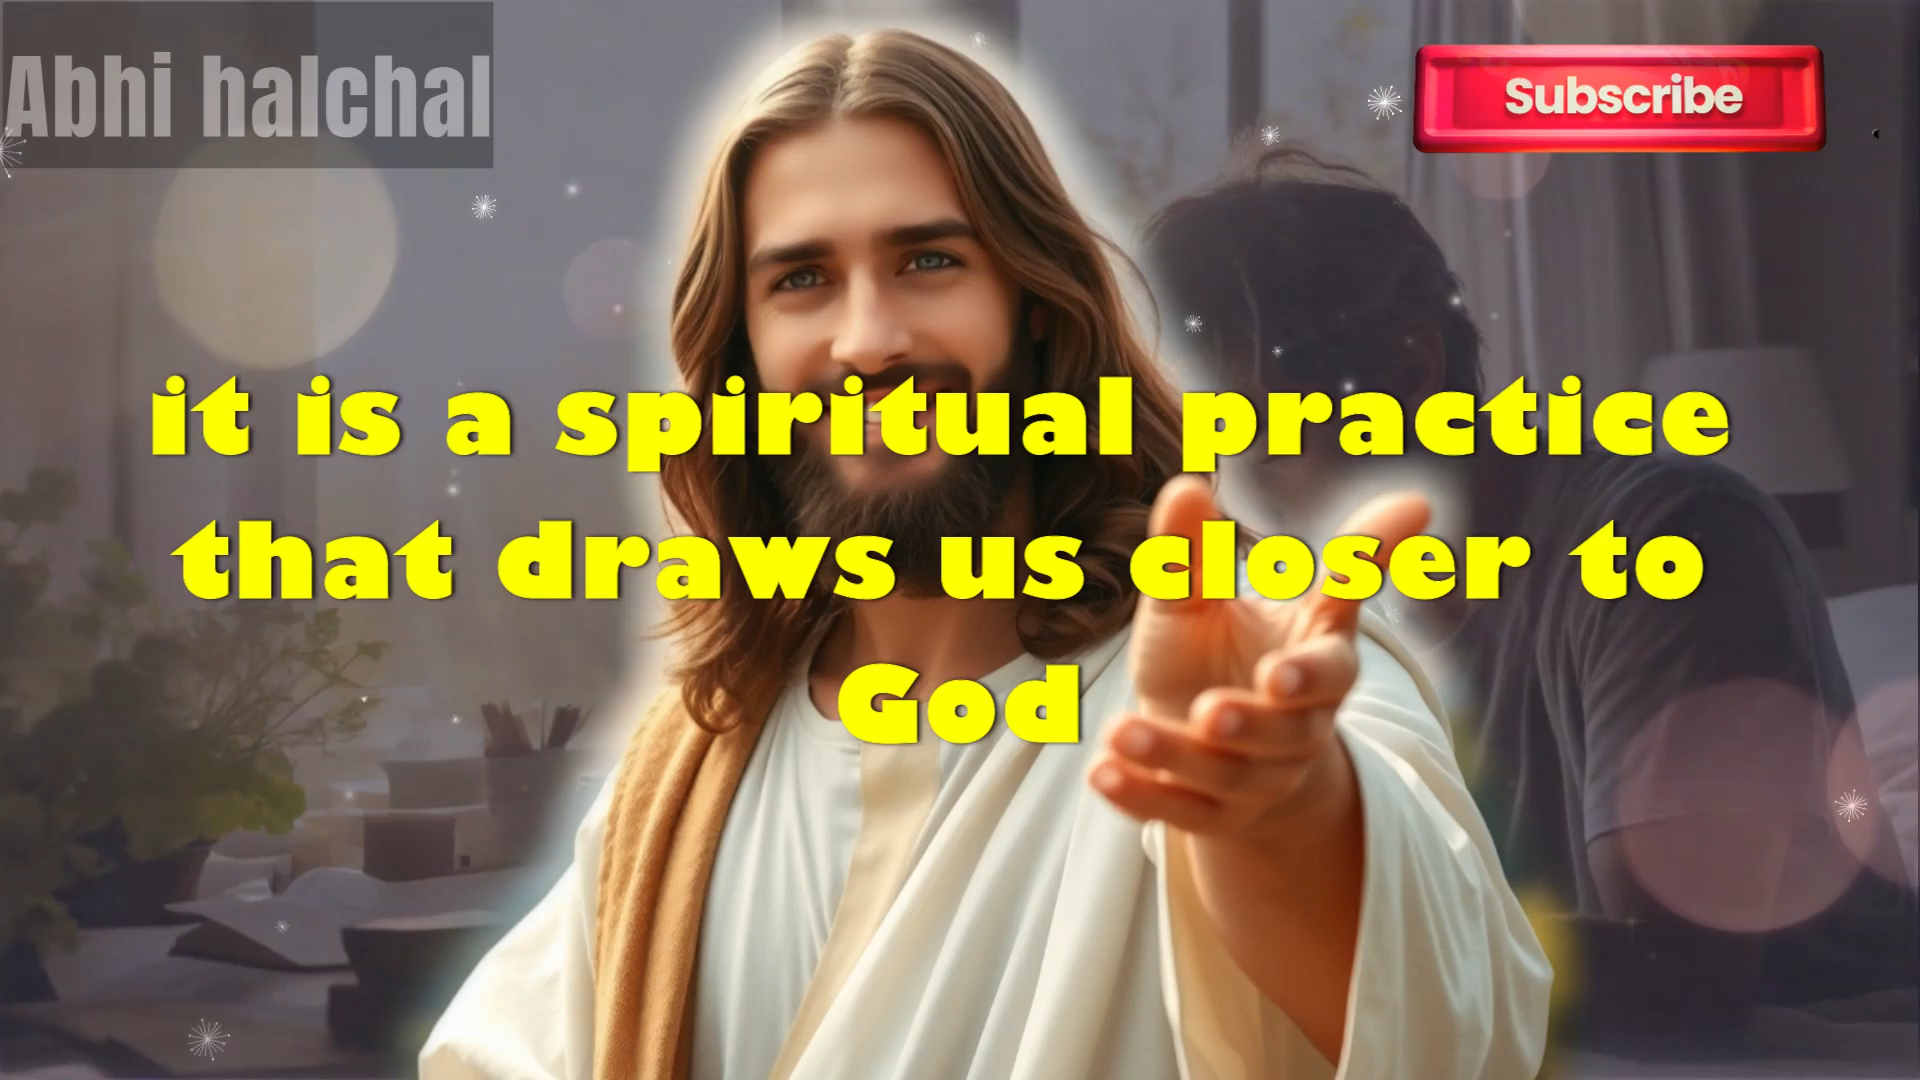 Abhi halchal
Subscribe
it is a spiritual practice
that draws us closer to
God